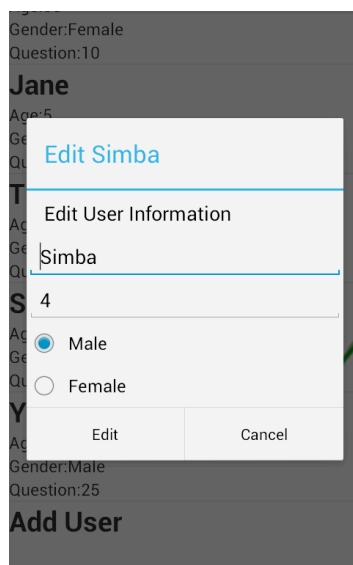 Gender:Female
Question:10
Jane
Age:5
Edit Simba
Edit User Information
Simba
4
Male
Female
Edit
Cancel
Gender:Male
Question:25
Add User